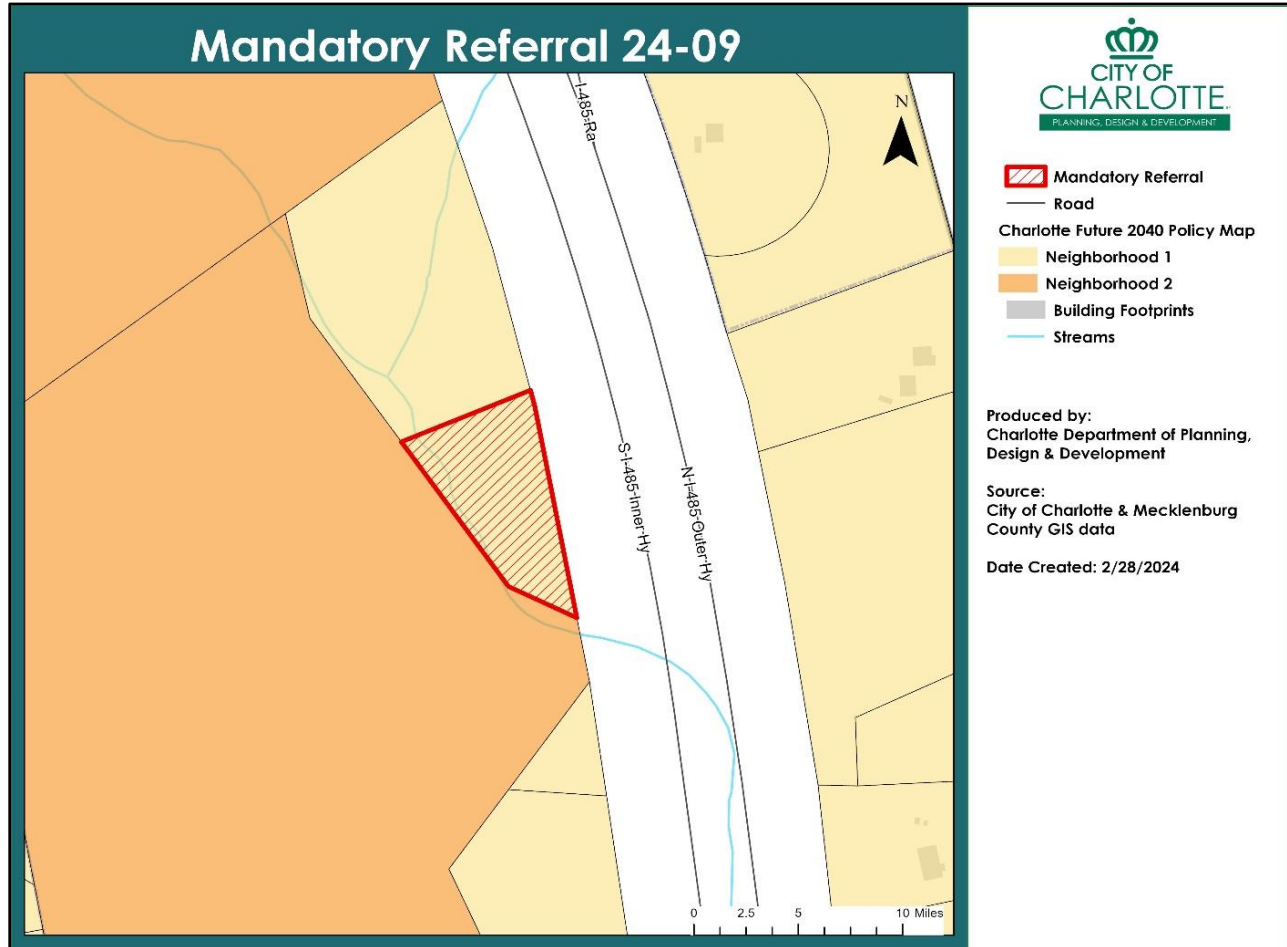 Mandatory Referral 24-09
I-485-Ra
N
S-I-485-Inner-Hy
N-I-485-Outer-Hy
0 2.5 5 10 Miles
CITY OF
CHARLOTTE
PLANNING, DESIGN & DEVELOPMENT
Mandatory Referral
Road
Charlotte Future 2040 Policy Map
Neighborhood 1
Neighborhood 2
Building Footprints
Streams
Produced by:
Charlotte Department of Planning,
Design & Development
Source:
City of Charlotte & Mecklenburg
County GIS data
Date Created: 2/28/2024